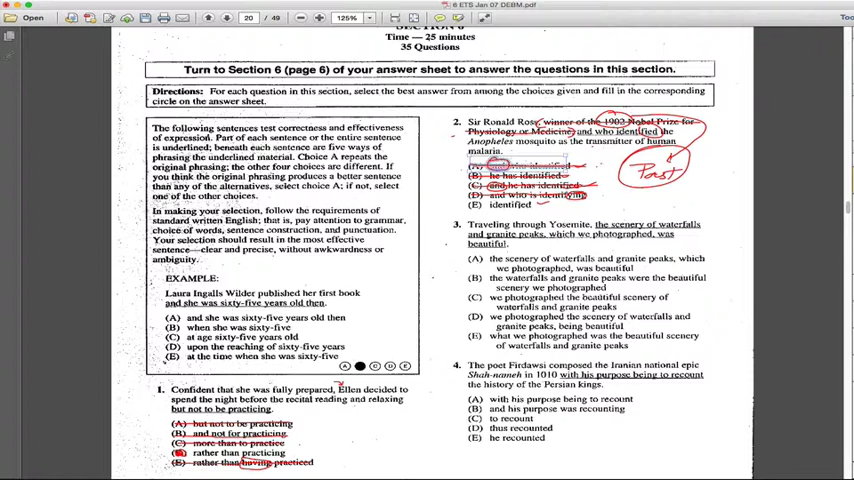 6 ETS Jan 07 DEBM.pdf
Open
20 / 49
125%
Too
SECTION 6
Time — 25 minutes
35 Questions
Turn to Section 6 (page 6) of your answer sheet to answer the questions in this section.
Directions: For each question in this section, select the best answer from among the choices given and fill in the corresponding
circle on the answer sheet.
The following sentences test correctness and effectiveness
of expression. Part of each sentence or the entire sentence
is underlined; beneath each sentence are five ways of
phrasing the underlined material. Choice A repeats the
original phrasing; the other four choices are different. If
you think the original phrasing produces a better sentence
than any of the alternatives, select choice A; if not, select
one of the other choices.
In making your selection, follow the requirements of
standard written English; that is, pay attention to grammar,
choice of words, sentence construction, and punctuation.
Your selection should result in the most effective
sentence—clear and precise, without awkwardness or
ambiguity.
EXAMPLE:
Laura Ingalls Wilder published her first book
and she was sixty-five years old then.
(A) and she was sixty-five years old then
(B) when she was sixty-five
(C) at age sixty-five years old
(D) upon the reaching of sixty-five years
(E) at the time when she was sixty-five
A C D E
1. Confident that she was fully prepared, Ellen decided to
spend the night before the recital reading and relaxing
but not to be practicing.
(A) but not to be practicing
(B) and not for practicing
(C) more than to practice
rather than practicing
(E) rather than having practiced
2. Sir Ronald Ross, winner of the 1902 Nobel Prize for
Physiology or Medicine and who identified the
Anopheles mosquito as the transmitter of human
malaria.
(A) and who identified
(B) he has identified
(C) and he has identified
(D) and who is identifying
(E) identified
Past
3. Traveling through Yosemite, the scenery of waterfalls
and granite peaks, which we photographed, was
beautiful.
(A) the scenery of waterfalls and granite peaks, which
we photographed, was beautiful
(B) the waterfalls and granite peaks were the beautiful
scenery we photographed
(C) we photographed the beautiful scenery of
waterfalls and granite peaks
(D) we photographed the scenery of waterfalls and
granite peaks, being beautiful
(E) what we photographed was the beautiful scenery
of waterfalls and granite peaks
4. The poet Firdawsi composed the Iranian national epic
Shah-nameh in 1010 with his purpose being to recount
the history of the Persian kings.
(A) with his purpose being to recount
(B) and his purpose was recounting
(C) to recount
(D) thus recounted
(E) he recounted